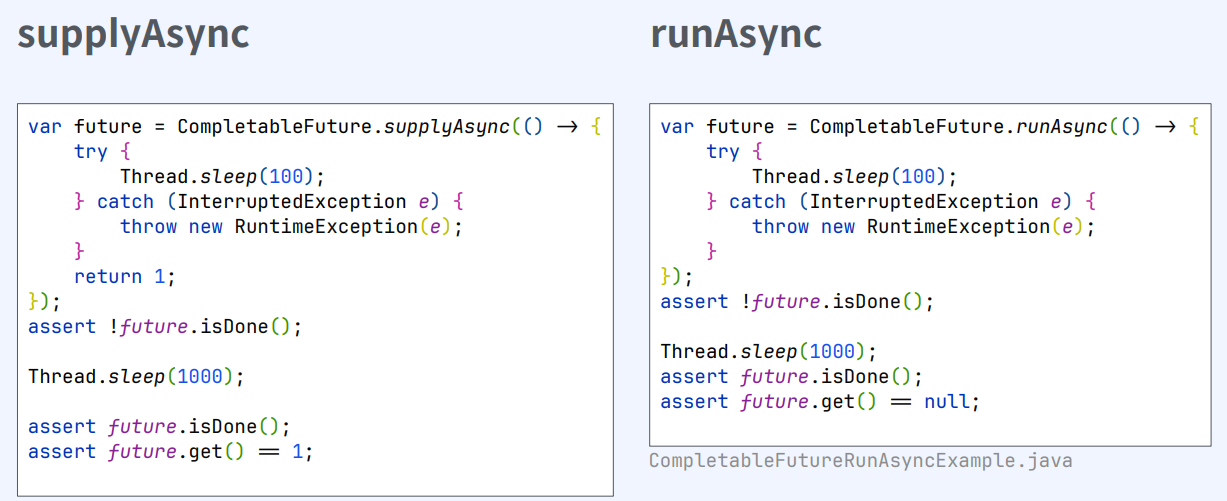 supplyAsync
var future = CompletableFuture.supplyAsync(() -> {
    try {
        Thread.sleep(100);
    } catch (InterruptedException e) {
        throw new RuntimeException(e);
    }
    return 1;
});
assert !future.isDone();

Thread.sleep(1000);

assert future.isDone();
assert future.get() == 1;
runAsync
var future = CompletableFuture.runAsync(() -> {
    try {
        Thread.sleep(100);
    } catch (InterruptedException e) {
        throw new RuntimeException(e);
    }
});
assert !future.isDone();

Thread.sleep(1000);
assert future.isDone();
assert future.get() == null;
CompletableFutureRunAsyncExample.java